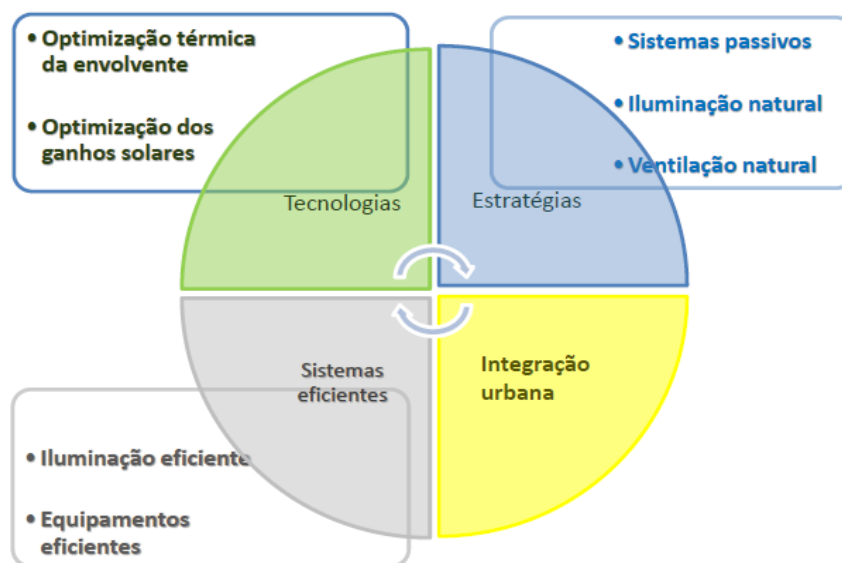 • Optimização térmica
da envolvente
• Optimização dos
ganhos solares
• Sistemas passivos
• Iluminação natural
• Ventilação natural
Tecnologias
Estratégias
Sistemas
eficientes
Integração
urbana
• Iluminação eficiente
• Equipamentos
eficientes